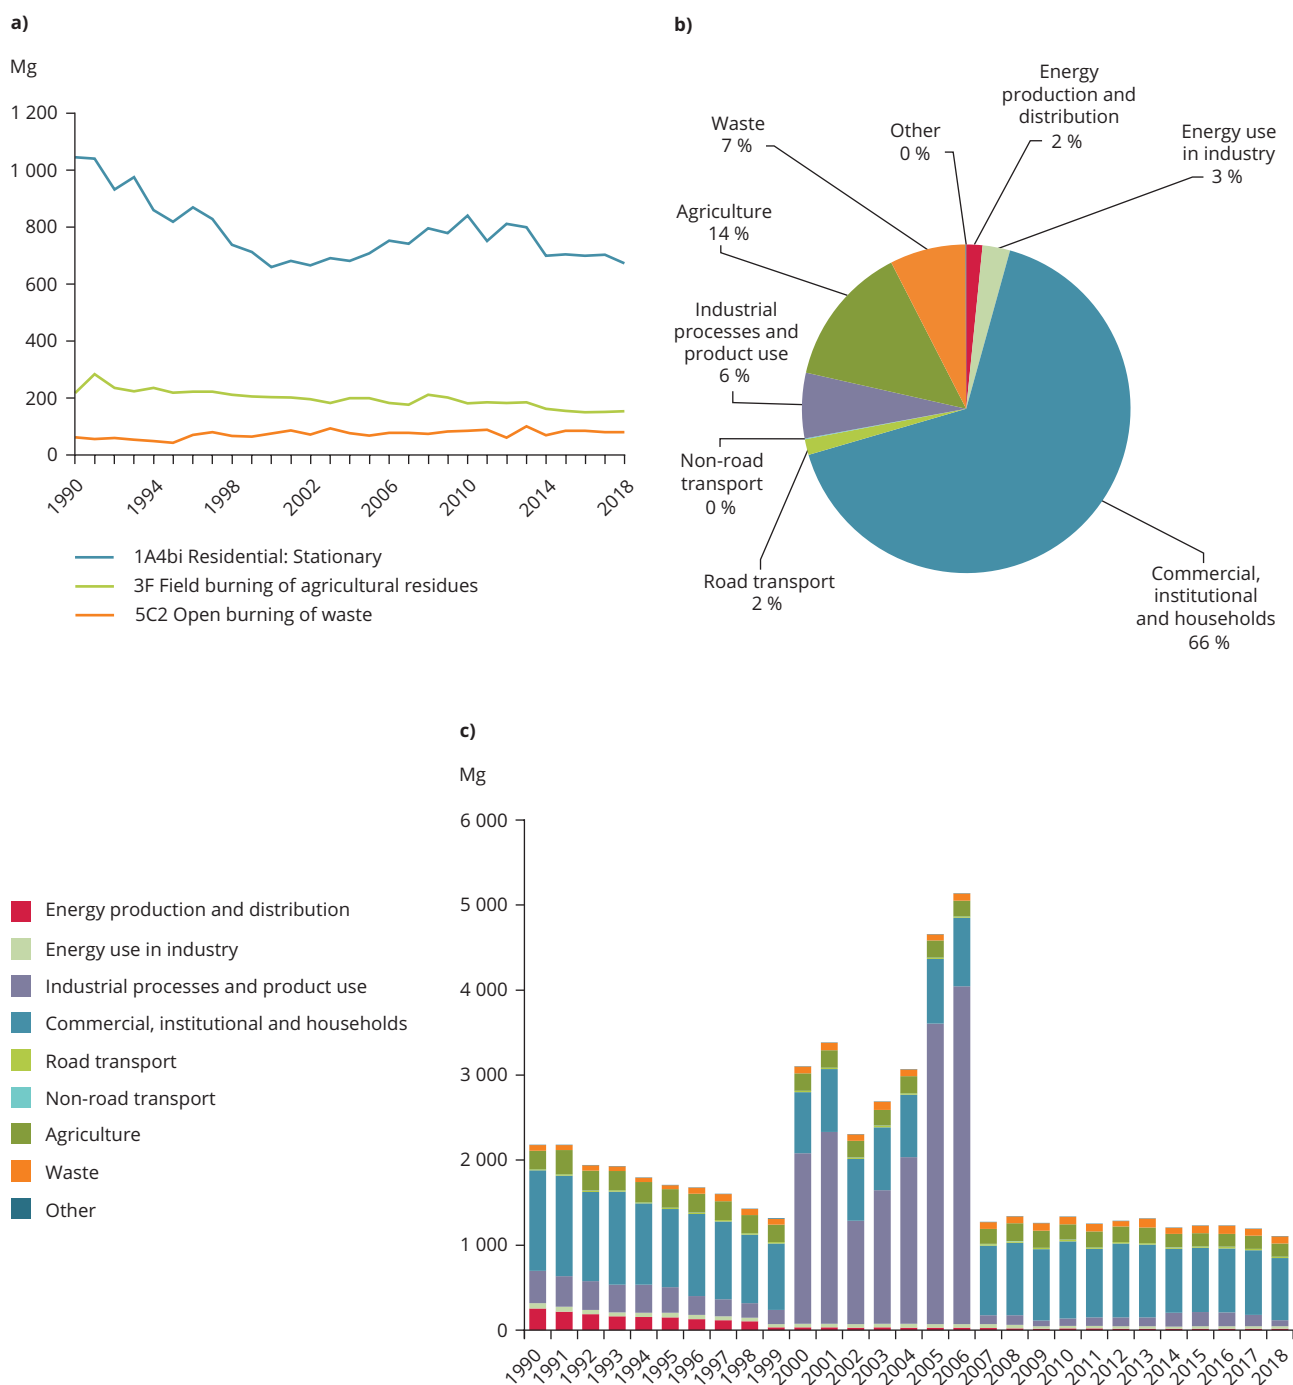 a)
Mg
1 200
1 000
800
600
400
200
0
1990
1994
1998
2002
2006
2010
2014
2018
1A4bi Residential: Stationary
3F Field burning of agricultural residues
5C2 Open burning of waste
b)
Energy
production and
distribution
2 %
Energy use
in industry
3 %
Other
0 %
Waste
7 %
Agriculture
14 %
Industrial
processes and
product use
6 %
Non-road
transport
0 %
Road transport
2 %
Commercial,
institutional
and households
66 %
c)
Mg
6 000
5 000
4 000
3 000
2 000
1 000
0
1990
1991
1992
1993
1994
1995
1996
1997
1998
1999
2000
2001
2002
2003
2004
2005
2006
2007
2008
2009
2010
2011
2012
2013
2014
2015
2016
2017
2018
Energy production and distribution
Energy use in industry
Industrial processes and product use
Commercial, institutional and households
Road transport
Non-road transport
Agriculture
Waste
Other